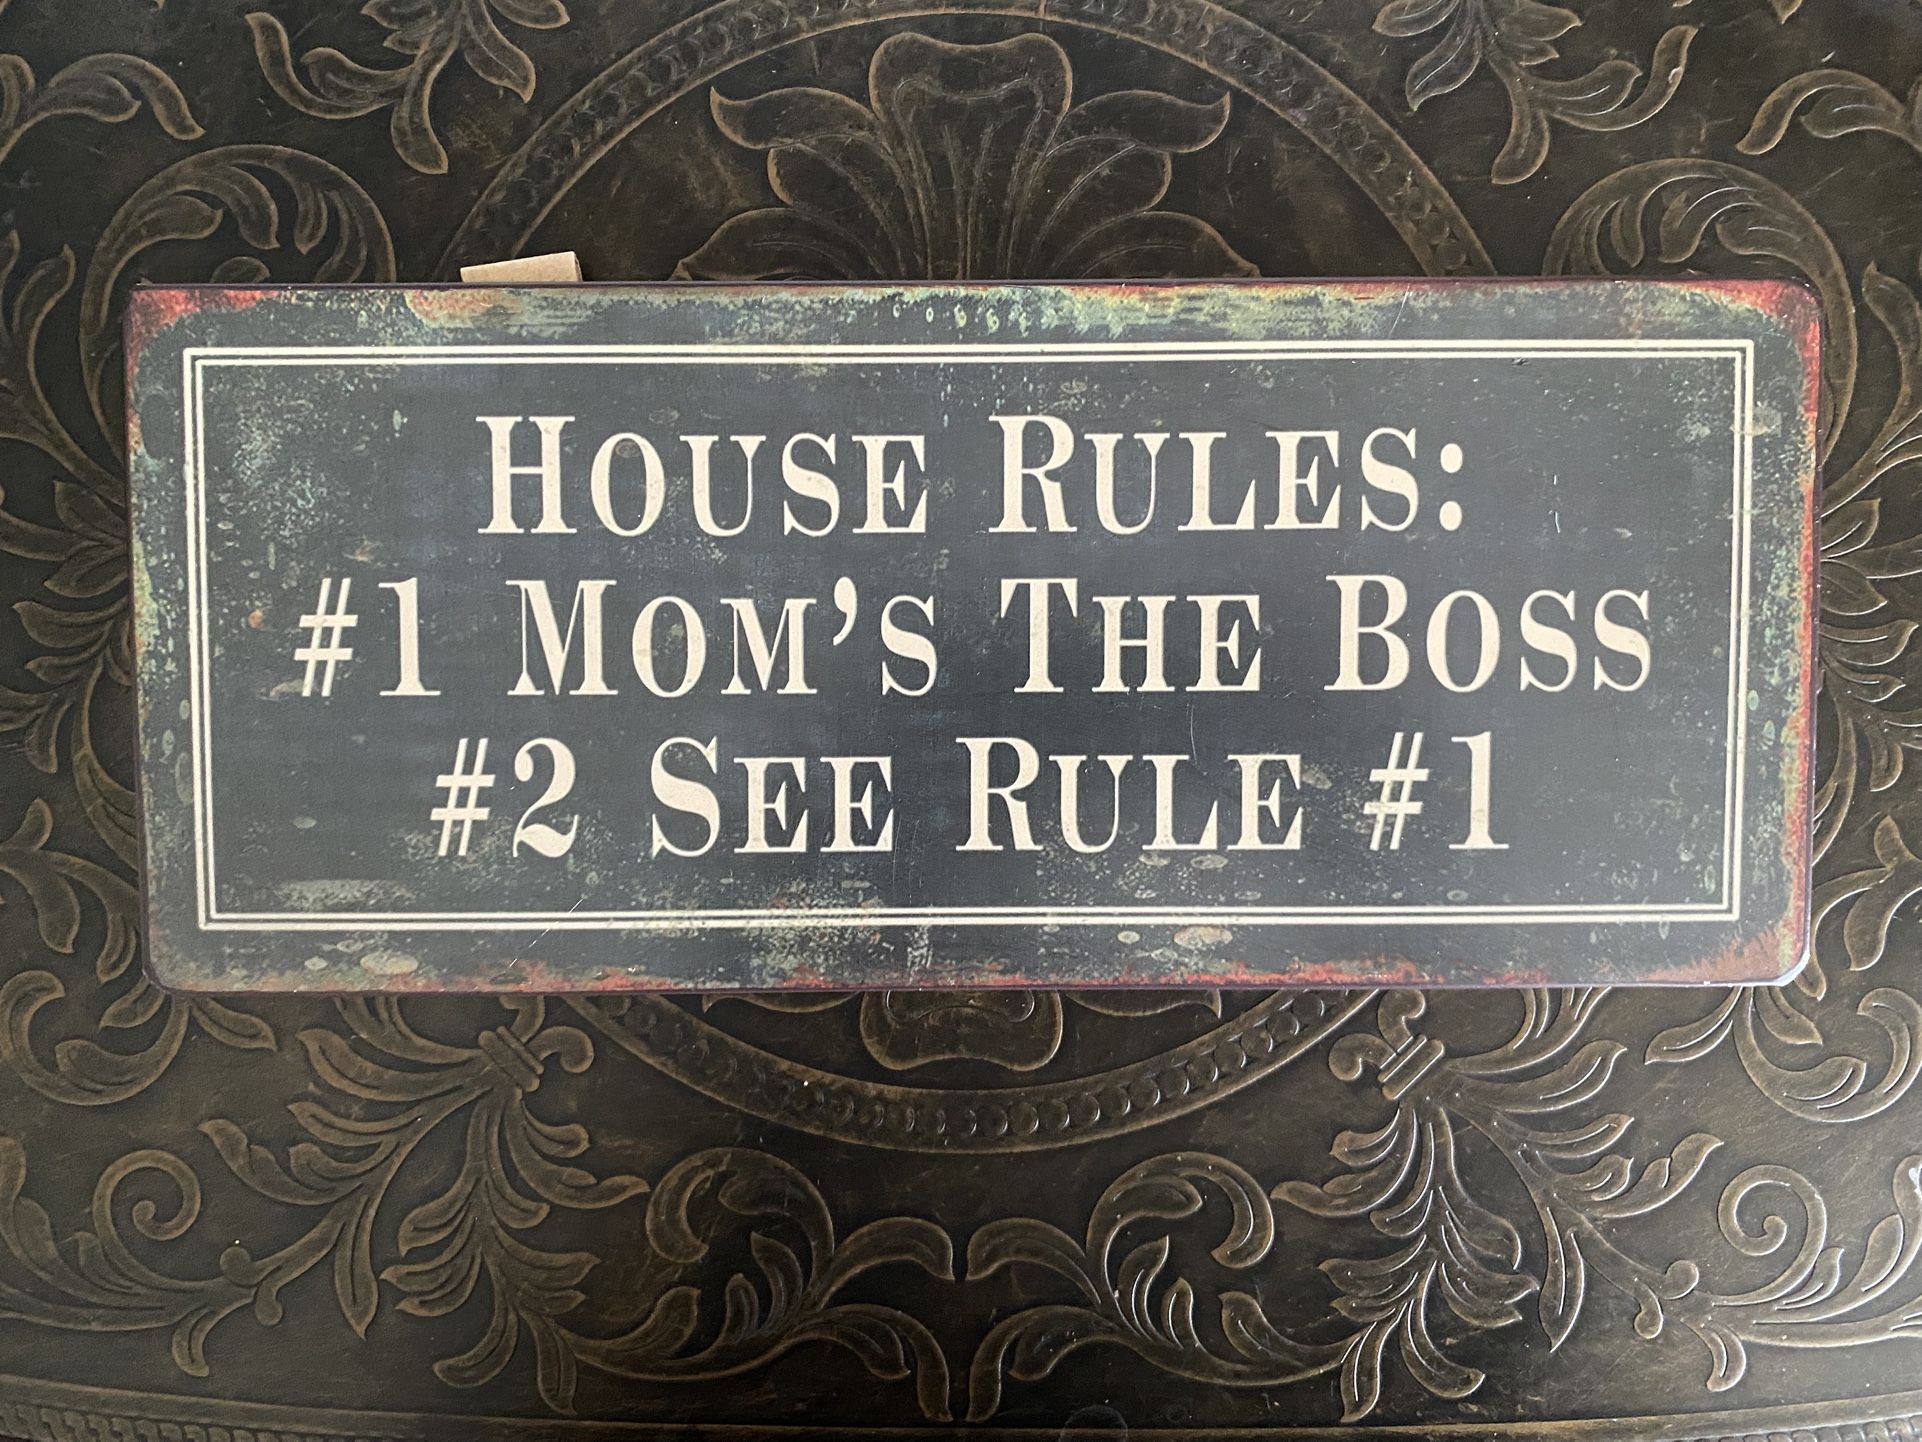 House Rules:
#1 Mom's The Boss
#2 See Rule #1